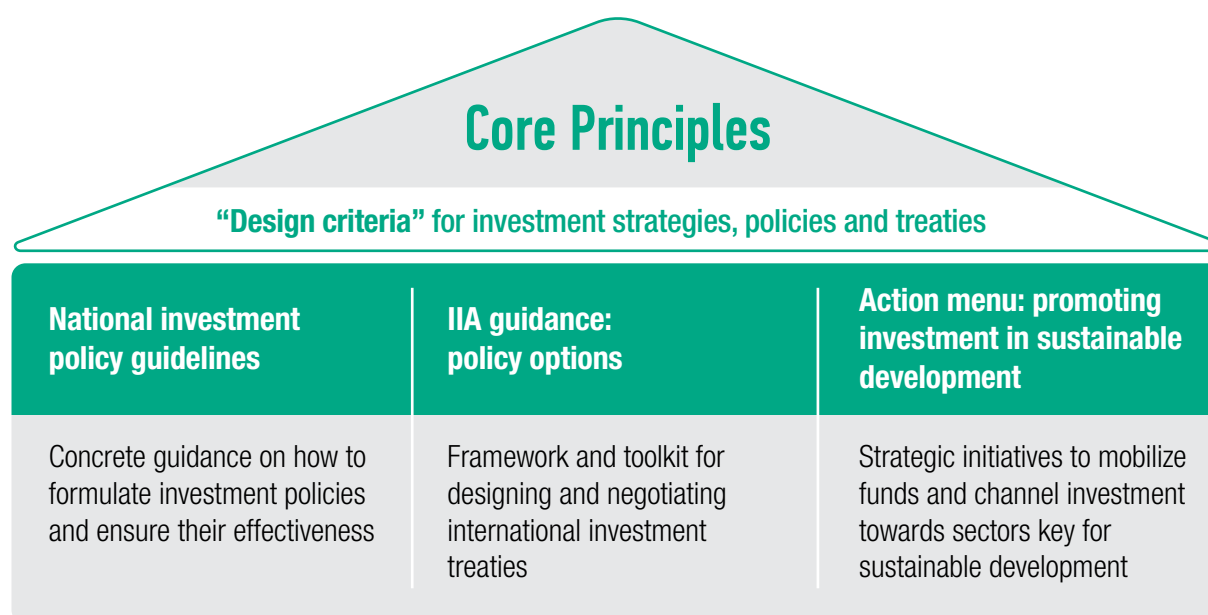 Core Principles
“Design criteria” for investment strategies, policies and treaties
National investment
policy guidelines
IIA guidance:
policy options
Action menu: promoting
investment in sustainable
development
Concrete guidance on how to
formulate investment policies
and ensure their effectiveness
Framework and toolkit for
designing and negotiating
international investment
treaties
Strategic initiatives to mobilize
funds and channel investment
towards sectors key for
sustainable development